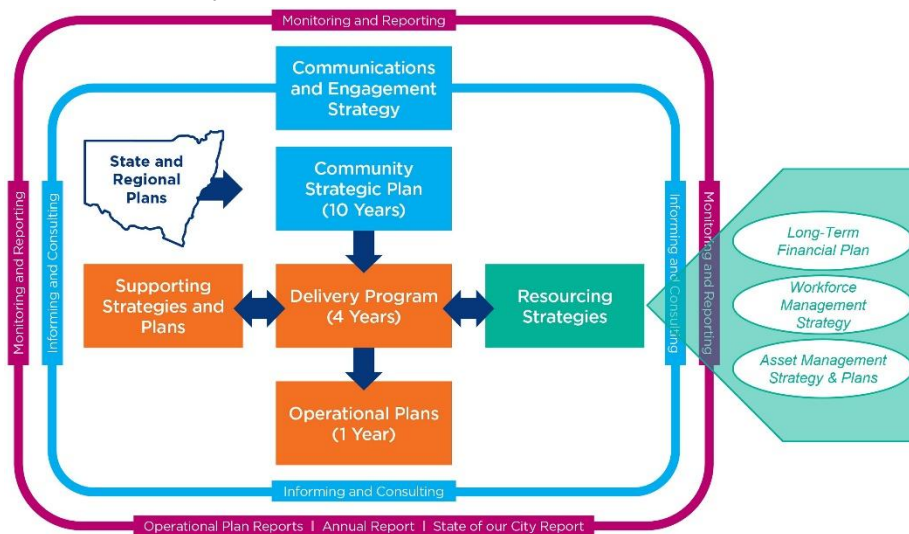 Monitoring and Reporting
Communications
and Engagement
Strategy
State and
Regional
Plans
Community
Strategic Plan
(10 Years)
Monitoring and Reporting
Informing and Consulting
Informing and Consulting
Monitoring and Reporting
Long-Term
Financial Plan
Workforce
Management
Strategy
Asset Management
Strategy & Plans
Supporting
Strategies and
Plans
Delivery Program
(4 Years)
Resourcing
Strategies
Operational Plans
(1 Year)
Informing and Consulting
Operational Plan Reports | Annual Report | State of our City Report